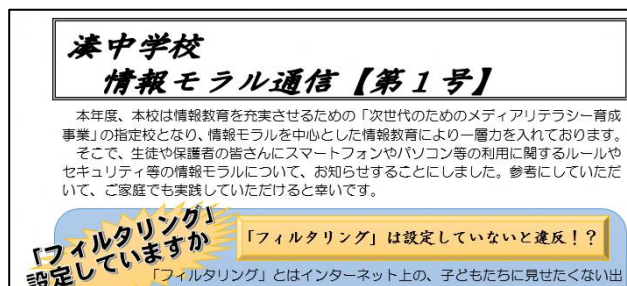 湊中学校
情報モラル通信【第1号】
本年度、本校は情報教育を充実させるための「次世代のためのメディアリテラシー育成
事業」の指定校となり、情報モラルを中心とした情報教育により一層力を入れております。
そこで、生徒や保護者の皆さんにスマートフォンやパソコン等の利用に関するルールや
セキュリティ等の情報モラルについて、お知らせすることにしました。参考にしていただ
いて、ご家庭でも実践していただけると幸いです。
「フィルタリング」
設定していますか
「フィルタリング」は設定していないと違反!?
「フィルタリング」とはインターネット上の、子どもたちに見せたくない出